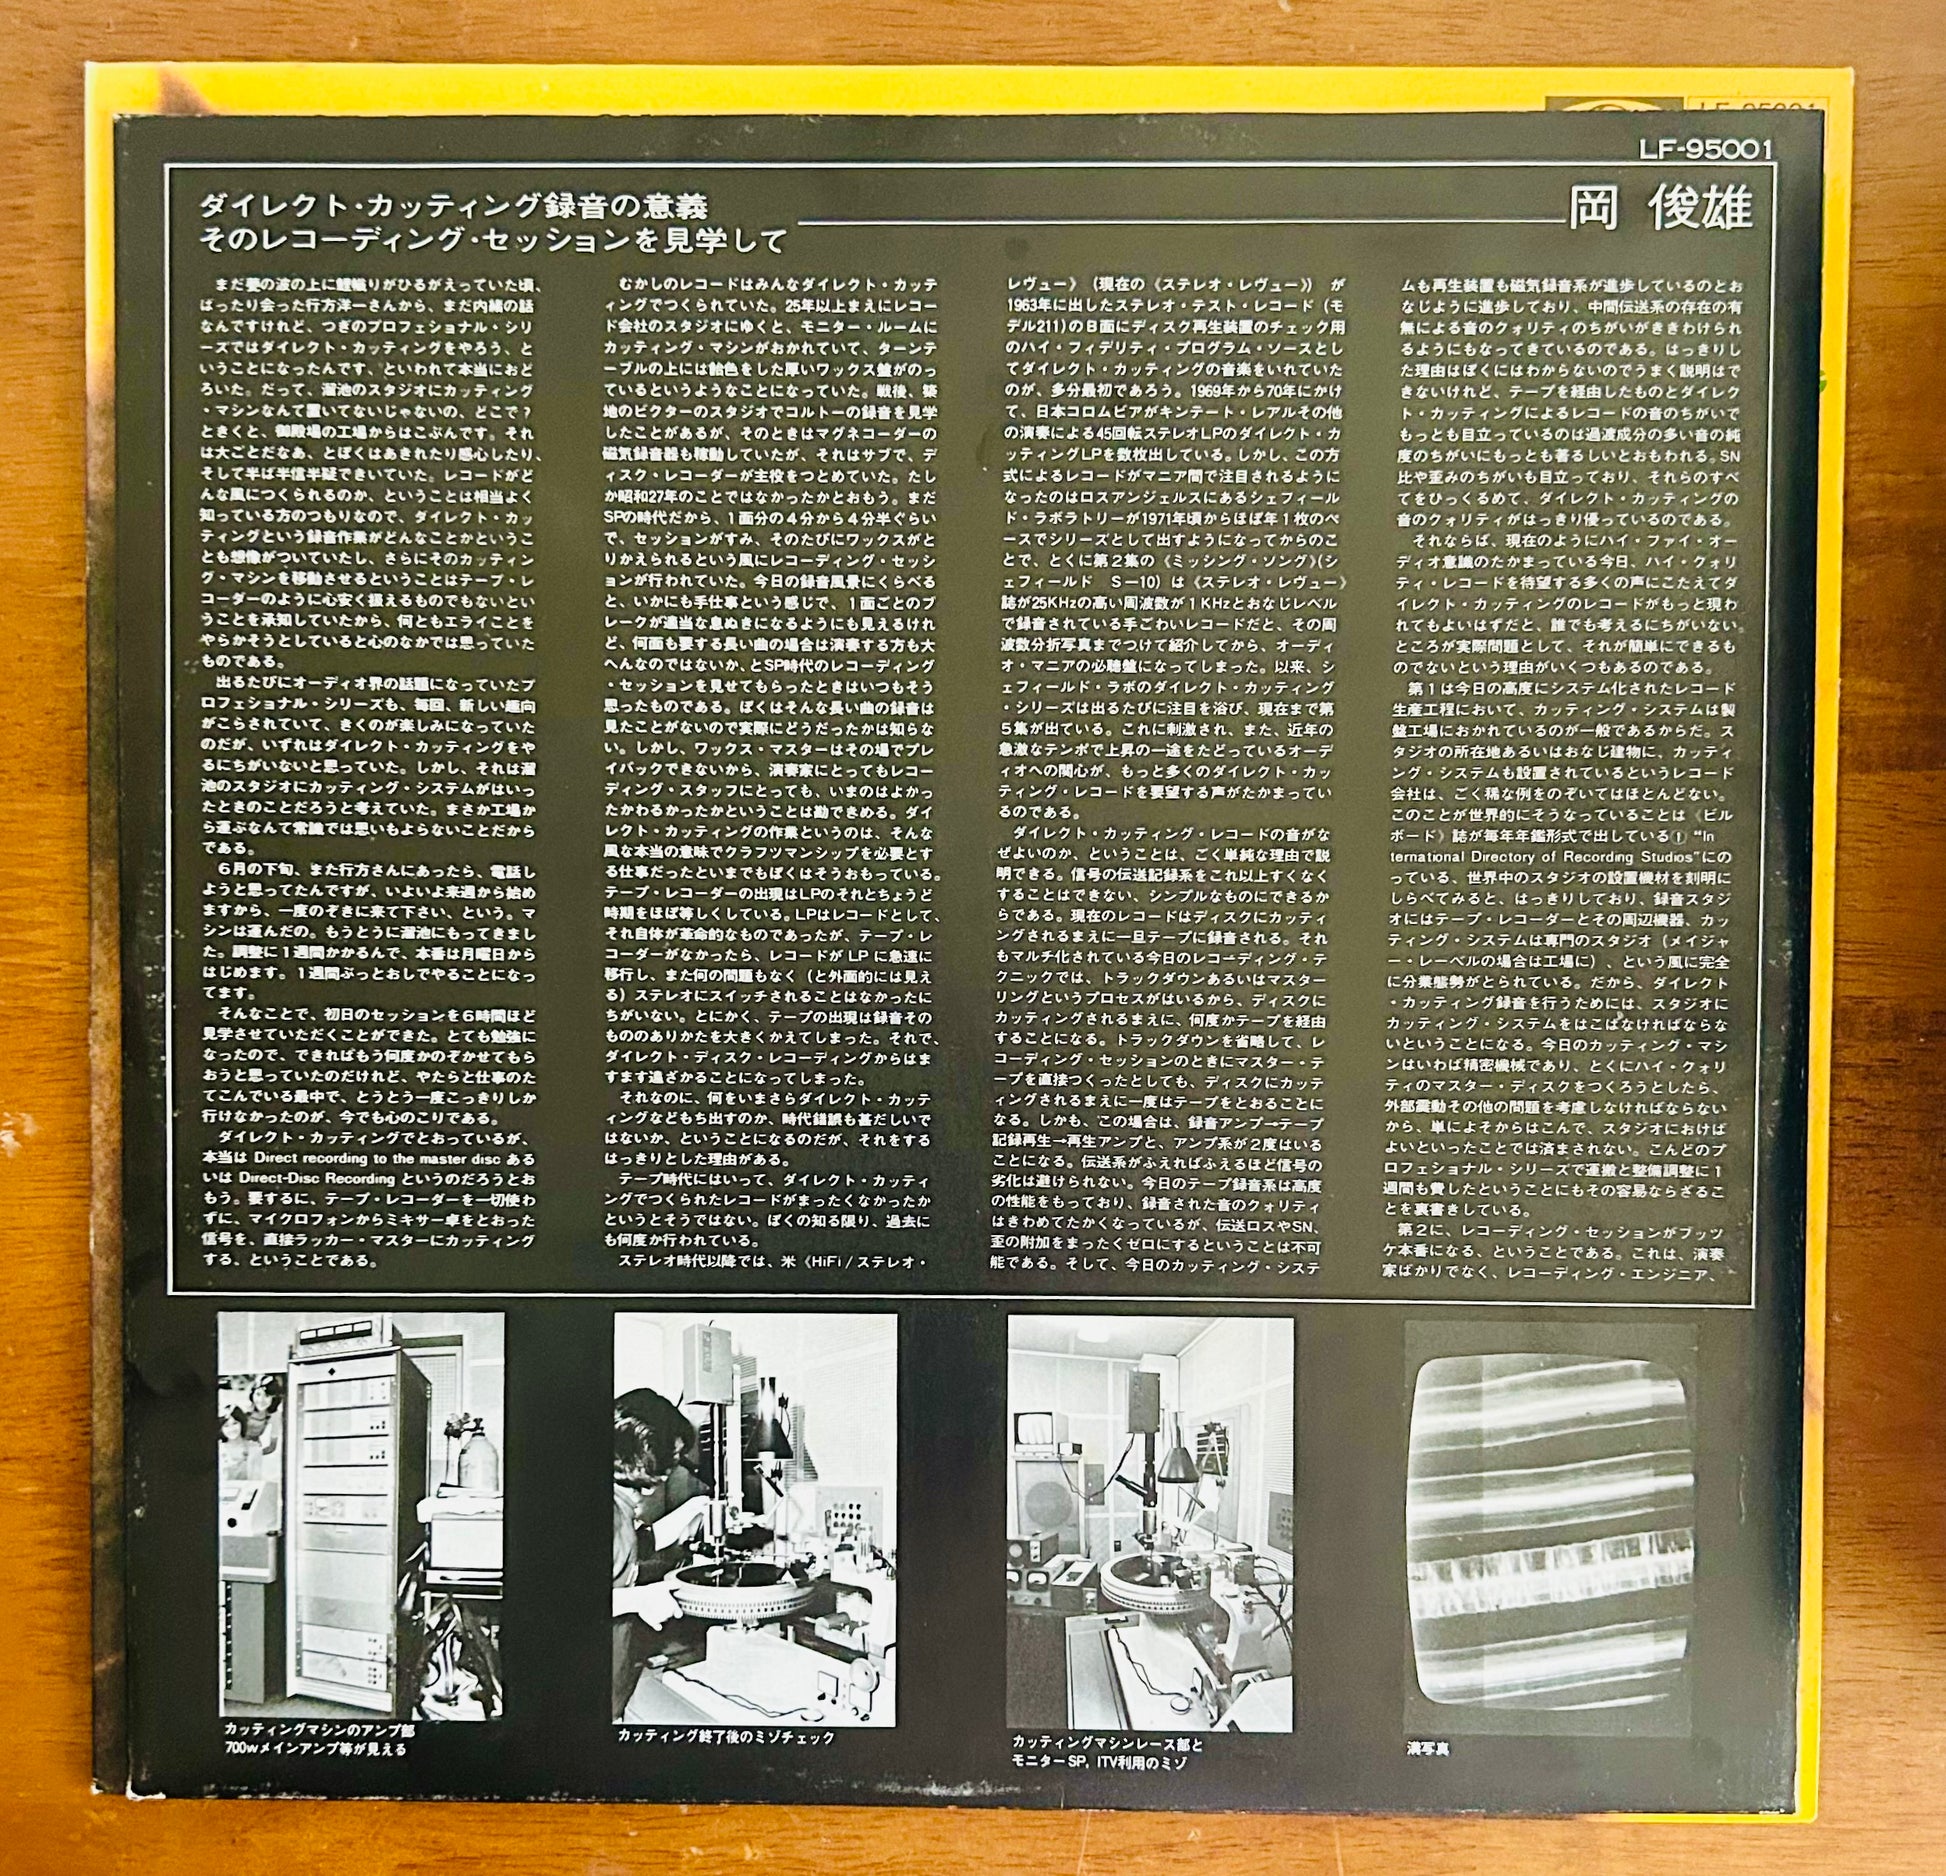 LF-95001
LF-95001
ダイレクト・カッティング録音の意義
そのレコーディング・セッションを見学して
岡 俊雄
まだ甍の波の上に鯉幟りがひるがえっていた頃、
ばったり会った行方洋一さんから、まだ内緒の話
なんですけれど、つぎのプロフェショナル・シリ
ーズではダイレクト・カッティングをやろう、と
いうことになったんです、といわれて本当におど
ろいた。だって、溜池のスタジオにカッティング
・マシンなんて置いてないじゃないの、どこで?
ときくと、御殿場の工場からはこぶんです。それ
は大ごとだなあ、とぼくはあきれたり感心したり、
そして半ば半信半疑できいていた。レコードがど
んな風につくられるのか、ということは相当よく
知っている方のつもりなので、ダイレクト・カッ
ティングという録音作業がどんなことかというこ
とも想像がついていたし、さらにそのカッティン
グ・マシンを移動させるということはテープ・レ
コーダーのように心安く扱えるものでもないとい
うことを承知していたから、何ともエライことを
やらかそうとしていると心のなかでは思っていた
ものである。
出るたびにオーディオ界の話題になっていたプ
ロフェショナル・シリーズも、毎回、新しい趣向
がこらされていて、きくのが楽しみになっていた
のだが、いずれはダイレクト・カッティングをや
るにちがいないと思っていた。しかし、それは溜
池のスタジオにカッティング・システムがはいっ
たときのことだろうと考えていた。まさか工場か
ら運ぶなんて常識では思いもよらないことだから
である。
6月の下旬、また行方さんにあったら、電話し
ようと思ってたんですが、いよいよ来週から始め
ますから、一度のぞきに来て下さい、という。マ
シンは運んだの。もうとうに溜池にもってきまし
た。調整に1週間かかるんで、本番は月曜日から
はじめます。1週間ぶっとおしでやることになっ
てます。
そんなことで、初日のセッションを6時間ほど
見学させていただくことができた。とても勉強に
なったので、できればもう何度かのぞかせてもら
おうと思っていたのだけれど、やたらと仕事のた
てこんでいる最中で、とうとう一度こっきりしか
行けなかったのが、今でも心のこりである。
ダイレクト・カッティングでとおっているが、
本当は Direct recording to the master disc ある
いは Direct-Disc Recording というのだろうとお
もう。要するに、テープ・レコーダーを一切使わ
ずに、マイクロフォンからミキサー卓をとおった
信号を、直接ラッカー・マスターにカッティング
する、ということである。
むかしのレコードはみんなダイレクト・カッテ
ィングでつくられていた。25年以上まえにレコー
ド会社のスタジオにゆくと、モニター・ルームに
カッティング・マシンがおかれていて、ターンテ
ーブルの上には飴色をした厚いワックス盤がのっ
ているというようなことになっていた。戦後、築
地のビクターのスタジオでコルトーの録音を見学
したことがあるが、そのときはマグネコーダーの
磁気録音器も稼動していたが、それはサブで、デ
ィスク・レコーダーが主役をつとめていた。たし
か昭和27年のことではなかったかとおもう。まだ
SPの時代だから、1面分の4分から4分半ぐらい
で、セッションがすみ、そのたびにワックスがと
りかえられるという風にレコーディング・セッシ
ョンが行われていた。今日の録音風景にくらべる
と、いかにも手仕事という感じで、1面ごとのブ
レークが適当な息ぬきになるようにも見えるけれ
ど、何面も要する長い曲の場合は演奏する方も大
へんなのではないか、とSP時代のレコーディング
・セッションを見せてもらったときはいつもそう
思ったものである。ぼくはそんな長い曲の録音は
見たことがないので実際にどうだったかは知らな
い。しかし、ワックス・マスターはその場でプレ
イバックできないから、演奏家にとってもレコー
ディング・スタッフにとっても、いまのはよかっ
たかわるかったかということは勘できめる。ダイ
レクト・カッティングの作業というのは、そんな
風な本当の意味でクラフツマンシップを必要とす
る仕事だったといまでもぼくはそうおもっている。
テープ・レコーダーの出現はLPのそれとちょうど
時期をほぼ等しくしている。LPはレコードとして、
それ自体が革命的なものであったが、テープ・レ
コーダーがなかったら、レコードが LP に急速に
移行し、また何の問題もなく（と外面的には見え
る）ステレオにスイッチされることはなかったに
ちがいない。とにかく、テープの出現は録音その
もののありかたを大きくかえてしまった。それで、
ダイレクト・ディスク・レコーディングからはま
すます遠ざかることになってしまった。
それなのに、何をいまさらダイレクト・カッテ
ィングなどもち出すのか、時代錯誤も甚だしいで
はないか、ということになるのだが、それをする
はっきりとした理由がある。
テープ時代にはいって、ダイレクト・カッティ
ングでつくられたレコードがまったくなかったか
というとそうではない。ぼくの知る限り、過去に
も何度か行われている。
ステレオ時代以降では、米《HiFi/ステレオ・
レヴュー》（現在の《ステレオ・レヴュー》）が
1963年に出したステレオ・テスト・レコード（モ
デル211)のB面にディスク再生装置のチェック用
のハイ・フィデリティ・プログラム・ソースとし
てダイレクト・カッティングの音楽をいれていた
のが、多分最初であろう。1969年から70年にかけ
て、日本コロムビアがキンテート・レアルその他
の演奏による45回転ステレオLPのダイレクト・カ
ッティングLPを数枚出している。しかし、この方
式によるレコードがマニア間で注目されるように
なったのはロスアンジェルスにあるシェフィール
ド・ラボラトリーが1971年頃からほぼ年1枚のペ
ースでシリーズとして出すようになってからのこ
とで、とくに第2集の《ミッシング・ソング》(シ
ェフィールド S-10）は《ステレオ・レヴュー》
誌が25KHzの高い周波数が1KHzとおなじレベル
で録音されている手ごわいレコードだと、その周
波数分折写真までつけて紹介してから、オーディ
オ・マニアの必聴盤になってしまった。以来、シ
ェフィールド・ラボのダイレクト・カッティング
・シリーズは出るたびに注目を浴び、現在まで第
5集が出ている。これに刺激され、また、近年の
急激なテンポで上昇の一途をたどっているオーデ
ィオへの関心が、もっと多くのダイレクト・カッ
ティング・レコードを要望する声がたかまってい
るのである。
ダイレクト・カッティング・レコードの音がな
ぜよいのか、ということは、ごく単純な理由で説
明できる。信号の伝送記録系をこれ以上すくなく
することはできない、シンプルなものにできるか
らである。現在のレコードはディスクにカッティ
ングされるまえに一旦テープに録音される。それ
もマルチ化されている今日のレコーディング・テ
クニックでは、トラックダウンあるいはマスター
リングというプロセスがはいるから、ディスクに
カッティングされるまえに、何度かテープを経由
することになる。トラックダウンを省略して、レ
コーディング・セッションのときにマスター・テ
ープを直接つくったとしても、ディスクにカッテ
ィングされるまえに一度はテープをとおることに
なる。しかも、この場合は、録音アンプ→テープ
記録再生→再生アンプと、アンプ系が2度はいる
ことになる。伝送系がふえればふえるほど信号の
劣化は避けられない。今日のテープ録音系は高度
の性能をもっており、録音された音のクォリティ
はきわめてたかくなっているが、伝送ロスやSN、
歪の附加をまったくゼロにするということは不可
能である。そして、今日のカッティング・システ
ムも再生装置も磁気録音系が進歩しているのとお
なじように進歩しており、中間伝送系の存在の有
無による音のクォリティのちがいがききわけられ
るようにもなってきているのである。はっきりし
た理由はぼくにはわからないのでうまく説明はで
きないけれど、テープを経由したものとダイレク
ト・カッティングによるレコードの音のちがいで
もっとも目立っているのは過渡成分の多い音の純
度のちがいにもっとも著るしいとおもわれる。SN
比や歪みのちがいも目立っており、それらのすべ
てをひっくるめて、ダイレクト・カッティングの
音のクォリティがはっきり優っているのである。
それならば、現在のようにハイ・ファイ・オー
ディオ意識のたかまっている今日、ハイ・クォリ
ティ・レコードを待望する多くの声にこたえてダ
イレクト・カッティングのレコードがもっと現わ
れてもよいはずだと、誰でも考えるにちがいない。
ところが実際問題として、それが簡単にできるも
のでないという理由がいくつもあるのである。
第1は今日の高度にシステム化されたレコード
生産工程において、カッティング・システムは製
盤工場におかれているのが一般であるからだ。ス
タジオの所在地あるいはおなじ建物に、カッティ
ング・システムも設置されているというレコード
会社は、ごく稀な例をのぞいてはほとんどない。
このことが世界的にそうなっていることは《ビル
ボード》誌が毎年年鑑形式で出している① “In
ternational Directory of Recording Studios”にの
っている、世界中のスタジオの設置機材を刻明に
しらべてみると、はっきりしており、録音スタジ
オにはテープ・レコーダーとその周辺機器、カッ
ティング・システムは専門のスタジオ（メイジャ
ー・レーベルの場合は工場に）、という風に完全
に分業態勢がとられている。だから、ダイレクト
・カッティング録音を行うためには、スタジオに
カッティング・システムをはこばなければならな
いということになる。今日のカッティング・マシ
ンはいわば精密機械であり、とくにハイ・クォリ
ティのマスター・ディスクをつくろうとしたら、
外部震動その他の問題を考慮しなければならない
から、単によそからはこんで、スタジオにおけば
よいといったことでは済まされない。こんどのプ
ロフェショナル・シリーズで運搬と整備調整に1
週間も費したということにもその容易ならざるこ
とを裏書きしている。
第2に、レコーディング・セッションがブッツ
ケ本番になる、ということである。これは、演奏
家ばかりでなく、レコーディング・エンジニア、
カッティングマシンのアンプ部
700wメインアンプ等が見える
カッティング終了後のミゾチェック
カッティングマシンレース部と
モニターSP, ITV利用のミゾ
溝写真